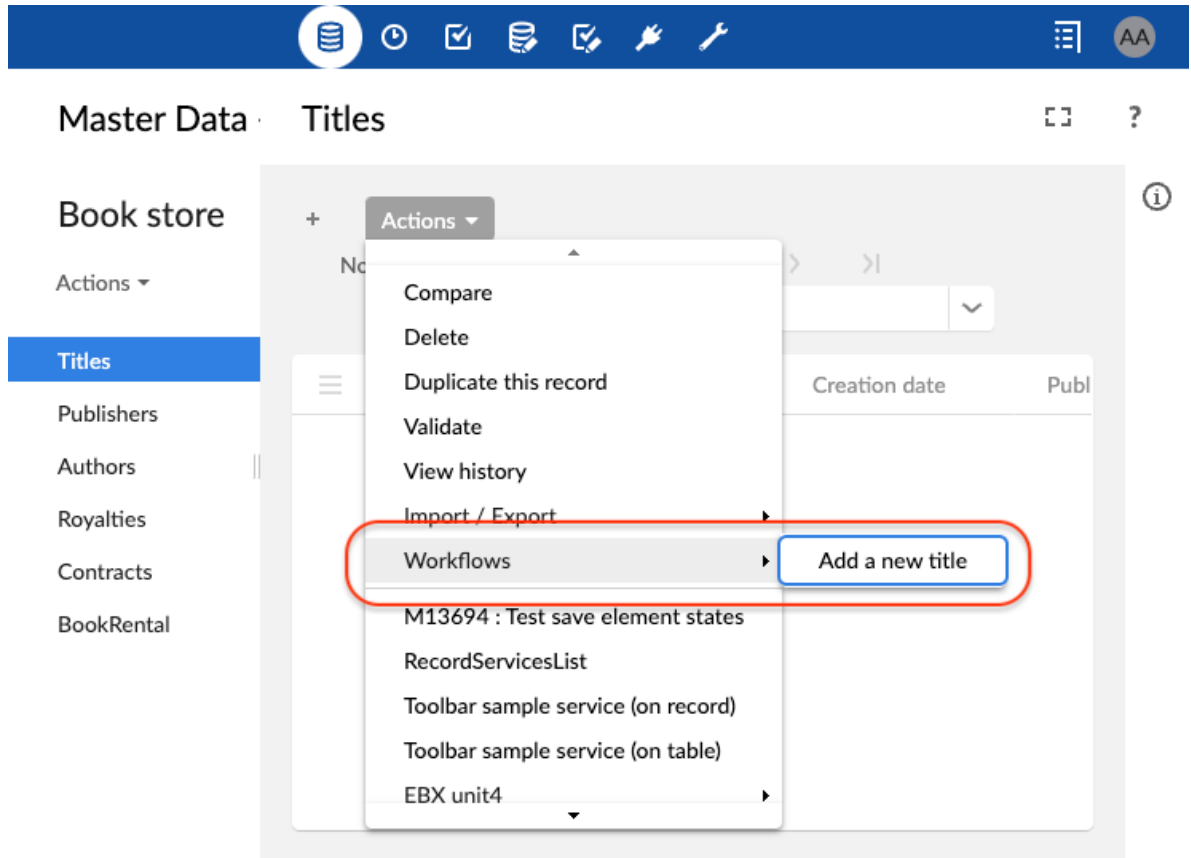 AA
Master Data
Titles
?
Book store
+
Actions
i
Actions
No
Compare
Delete
Titles
Duplicate this record
Creation date
Publ
Publishers
Validate
Authors
View history
Royalties
Import / Export
Workflows
Add a new title
Contracts
M13694 : Test save element states
BookRental
RecordServicesList
Toolbar sample service (on record)
Toolbar sample service (on table)
EBX unit4